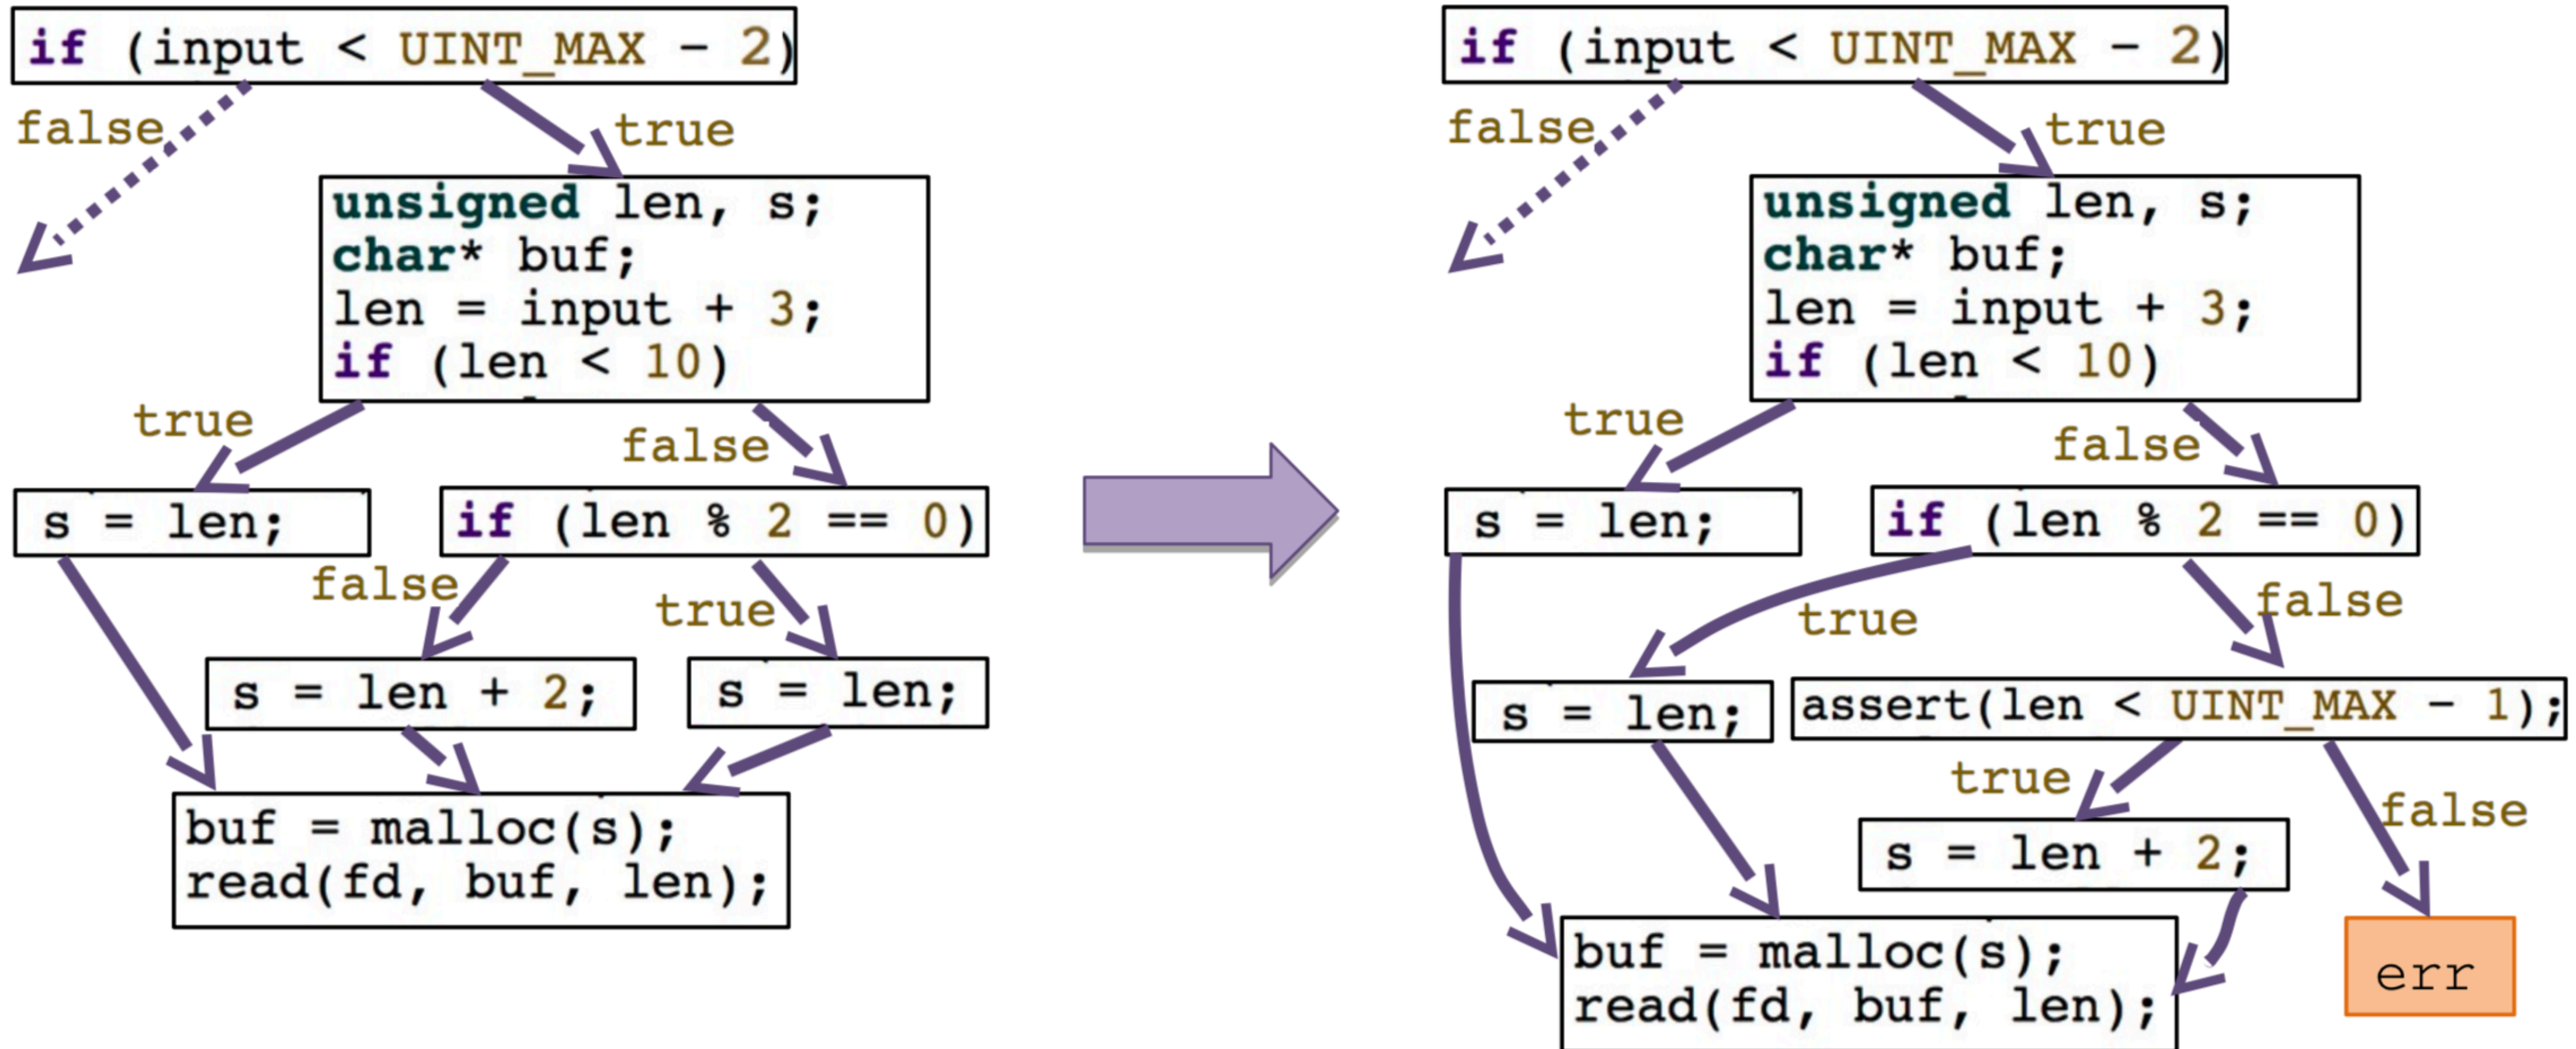 if (input < UINT_MAX - 2)
false
true
unsigned len, s;
char* buf;
len = input + 3;
if (len < 10)
true
false
s = len;
if (len % 2 == 0)
false
true
s = len + 2;
s = len;
buf = malloc(s);
read(fd, buf, len);
if (input < UINT_MAX - 2)
false
true
unsigned len, s;
char* buf;
len = input + 3;
if (len < 10)
true
false
s = len;
if (len % 2 == 0)
true
false
s = len;
assert(len < UINT_MAX - 1);
true
false
s = len + 2;
buf = malloc(s);
read(fd, buf, len);
err